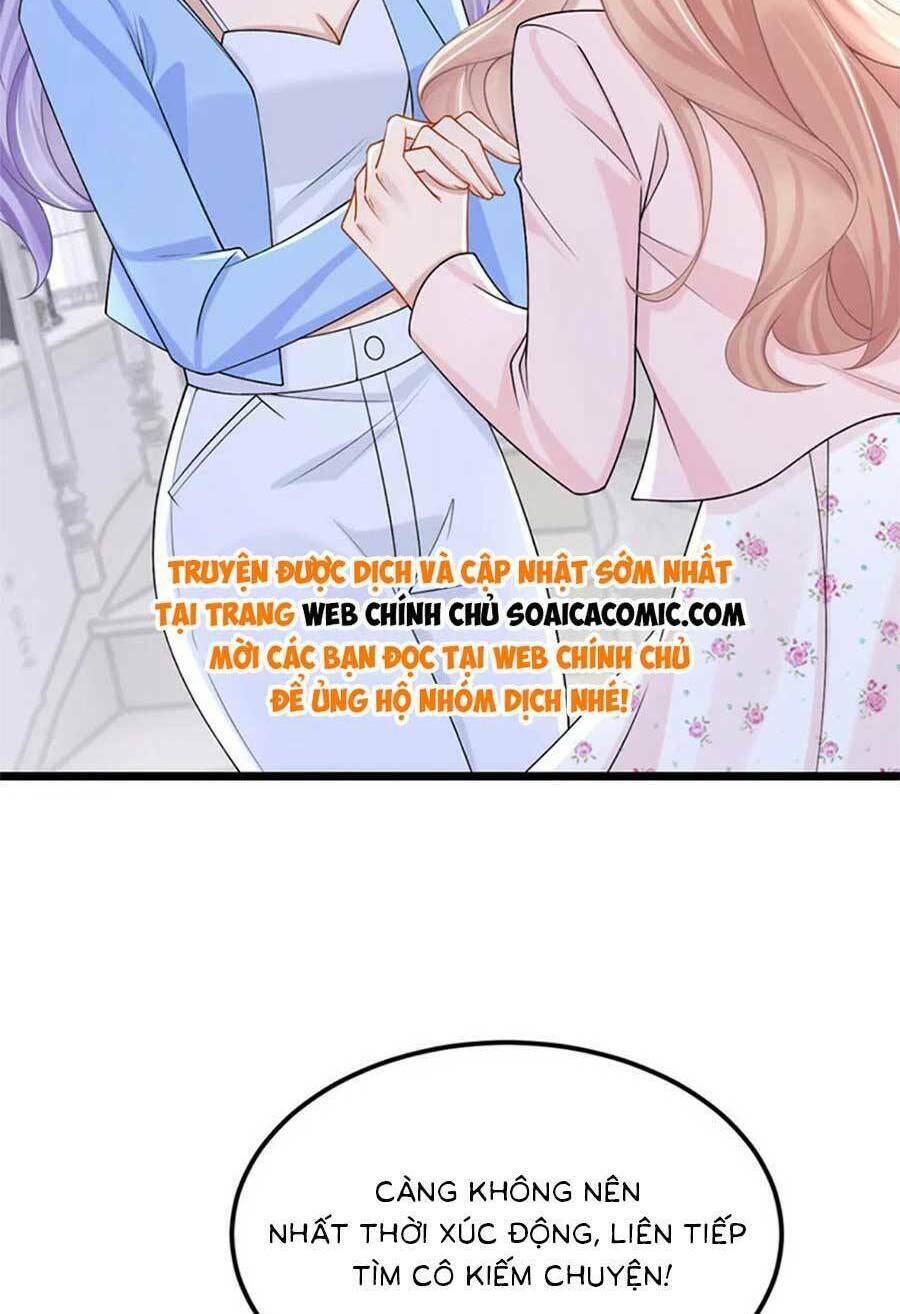 TRUYỆN ĐƯỢC DỊCH VÀ CẬP NHẬT SỚM NHẤT
TẠI TRANG WEB CHÍNH CHỦ SOAICACOMIC.COM
MỜI CÁC BẠN ĐỌC TẠI WEB CHÍNH CHỦ
ĐỂ ỦNG HỘ NHÓM DỊCH NHÉ!
CÀNG KHÔNG NÊN
NHẤT THỜI XÚC ĐỘNG, LIÊN TIẾP
TÌM CÔ KIẾM CHUYỆN!